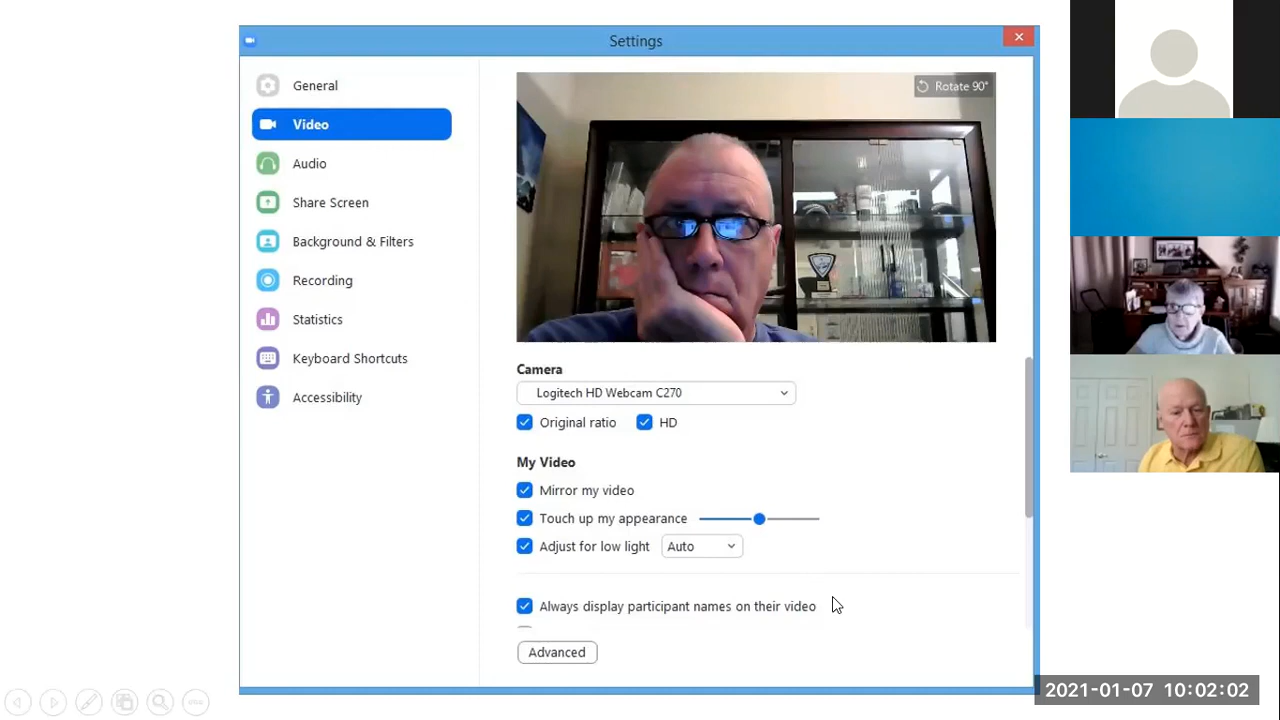 Settings
General
Video
Audio
Share Screen
Background & Filters
Recording
Statistics
Keyboard Shortcuts
Accessibility
Rotate 90°
Camera
Logitech HD Webcam C270
Original ratio HD
My Video
Mirror my video
Touch up my appearance
Adjust for low light Auto
Always display participant names on their video
Advanced
2021-01-07 10:02:02